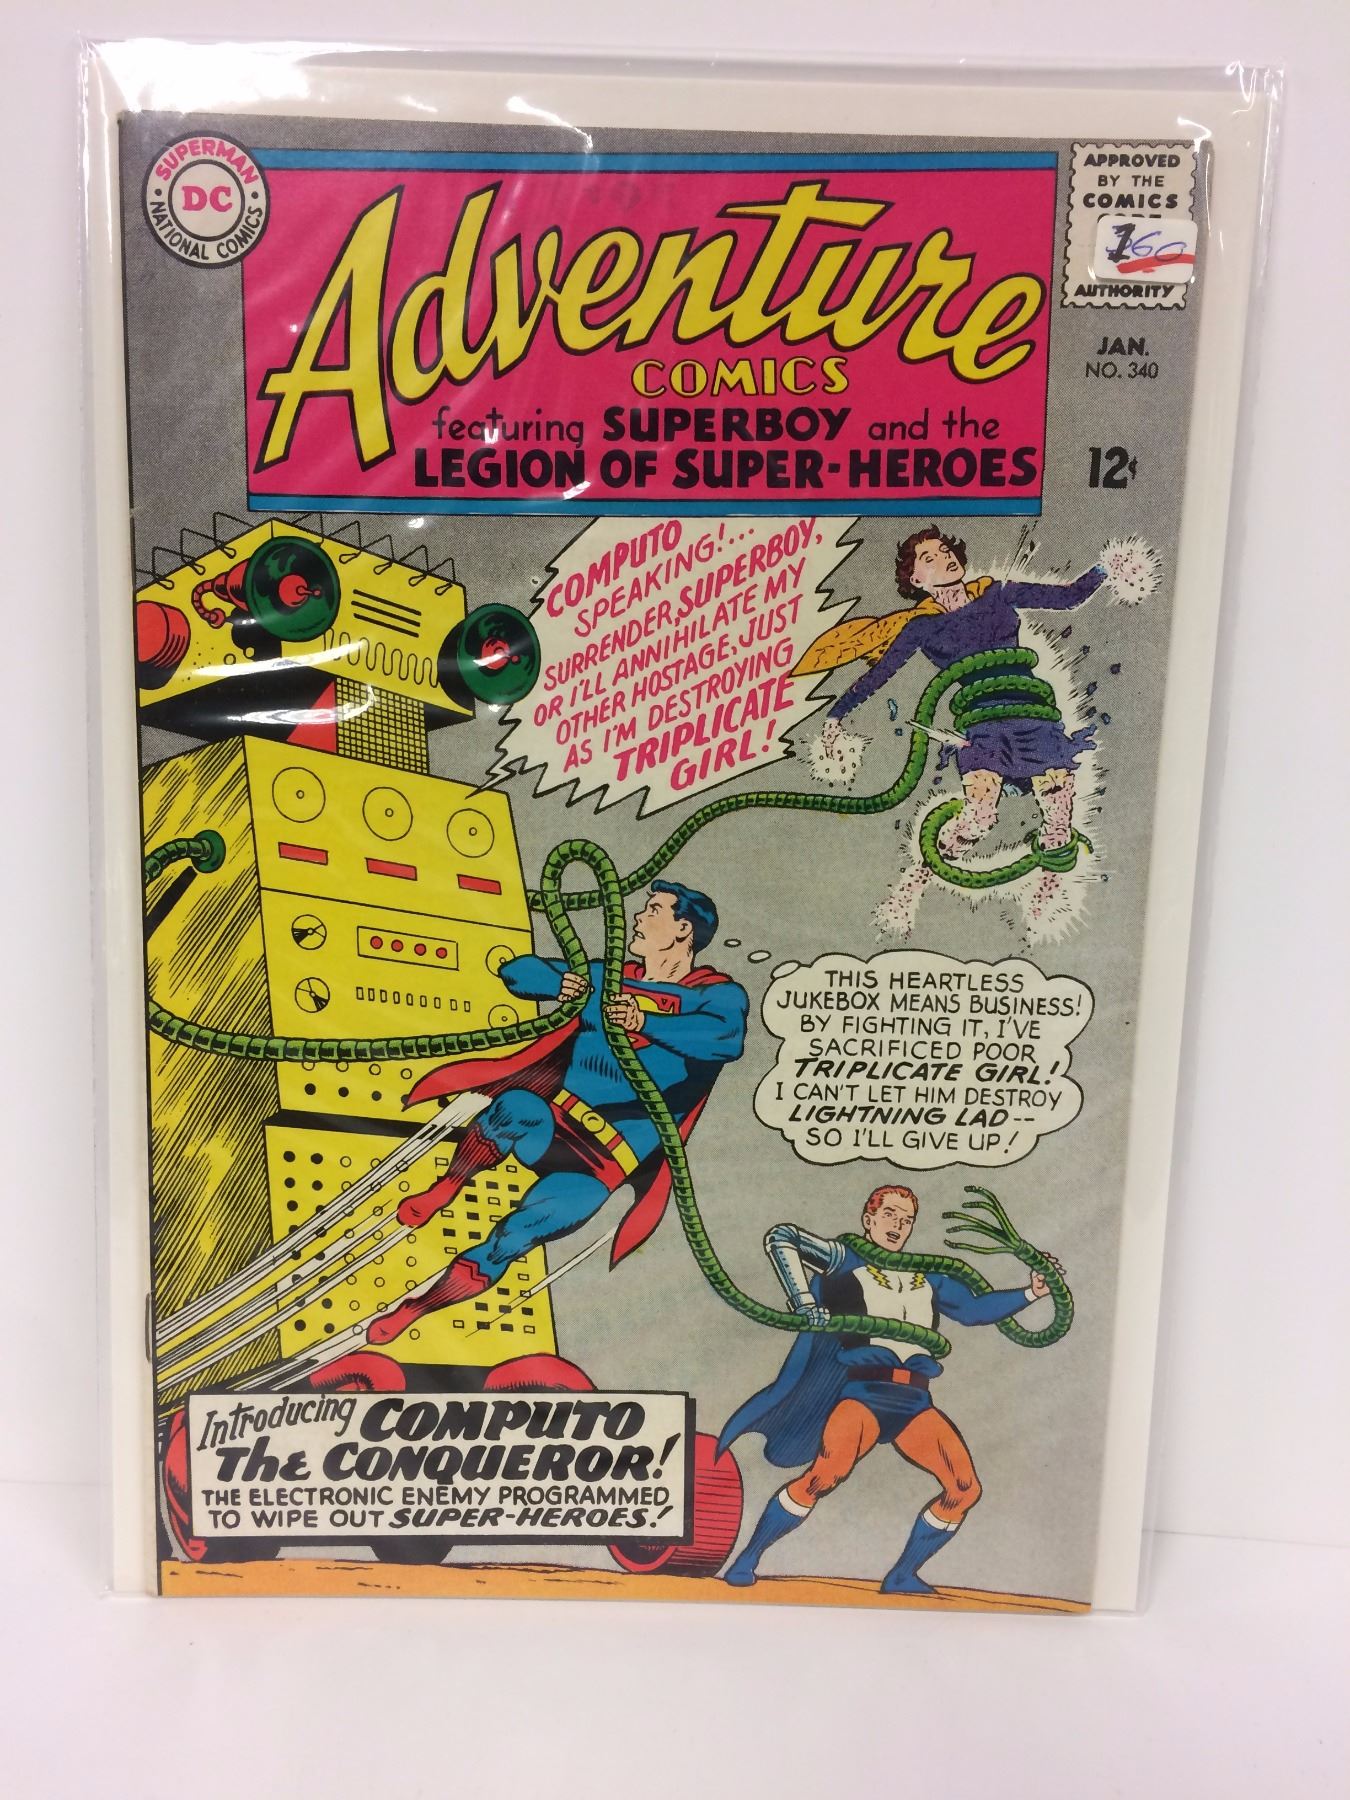 SUPERMAN
DC
NATIONAL COMICS
Adventure
COMICS
featuring SUPERBOY and the
LEGION OF SUPER-HEROES
APPROVED
BY THE
COMICS
AUTHORITY
JAN.
NO. 340
12¢
COMPUTO
SPEAKING!...
SURRENDER, SUPERBOY,
OR I'LL ANNIHILATE MY
OTHER HOSTAGE, JUST
AS I'M DESTROYING
TRIPLICATE
GIRL!
THIS HEARTLESS
JUKEBOX MEANS BUSINESS!
BY FIGHTING IT, I'VE
SACRIFICED POOR
TRIPLICATE GIRL!
I CAN'T LET HIM DESTROY
LIGHTNING LAD--
SO I'LL GIVE UP!
Introducing COMPUTO
The CONQUEROR!
THE ELECTRONIC ENEMY PROGRAMMED
TO WIPE OUT SUPER-HEROES!